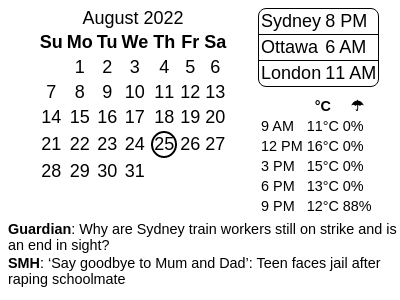 August 2022
Su Mo Tu We Th Fr Sa
1 2 3 4 5 6
7 8 9 10 11 12 13
14 15 16 17 18 19 20
21 22 23 24 25 26 27
28 29 30 31
Sydney 8 PM
Ottawa 6 AM
London 11 AM
°C ☂
9 AM 11°C 0%
12 PM 16°C 0%
3 PM 15°C 0%
6 PM 13°C 0%
9 PM 12°C 88%
Guardian: Why are Sydney train workers still on strike and is
an end in sight?
SMH: ‘Say goodbye to Mum and Dad’: Teen faces jail after
raping schoolmate